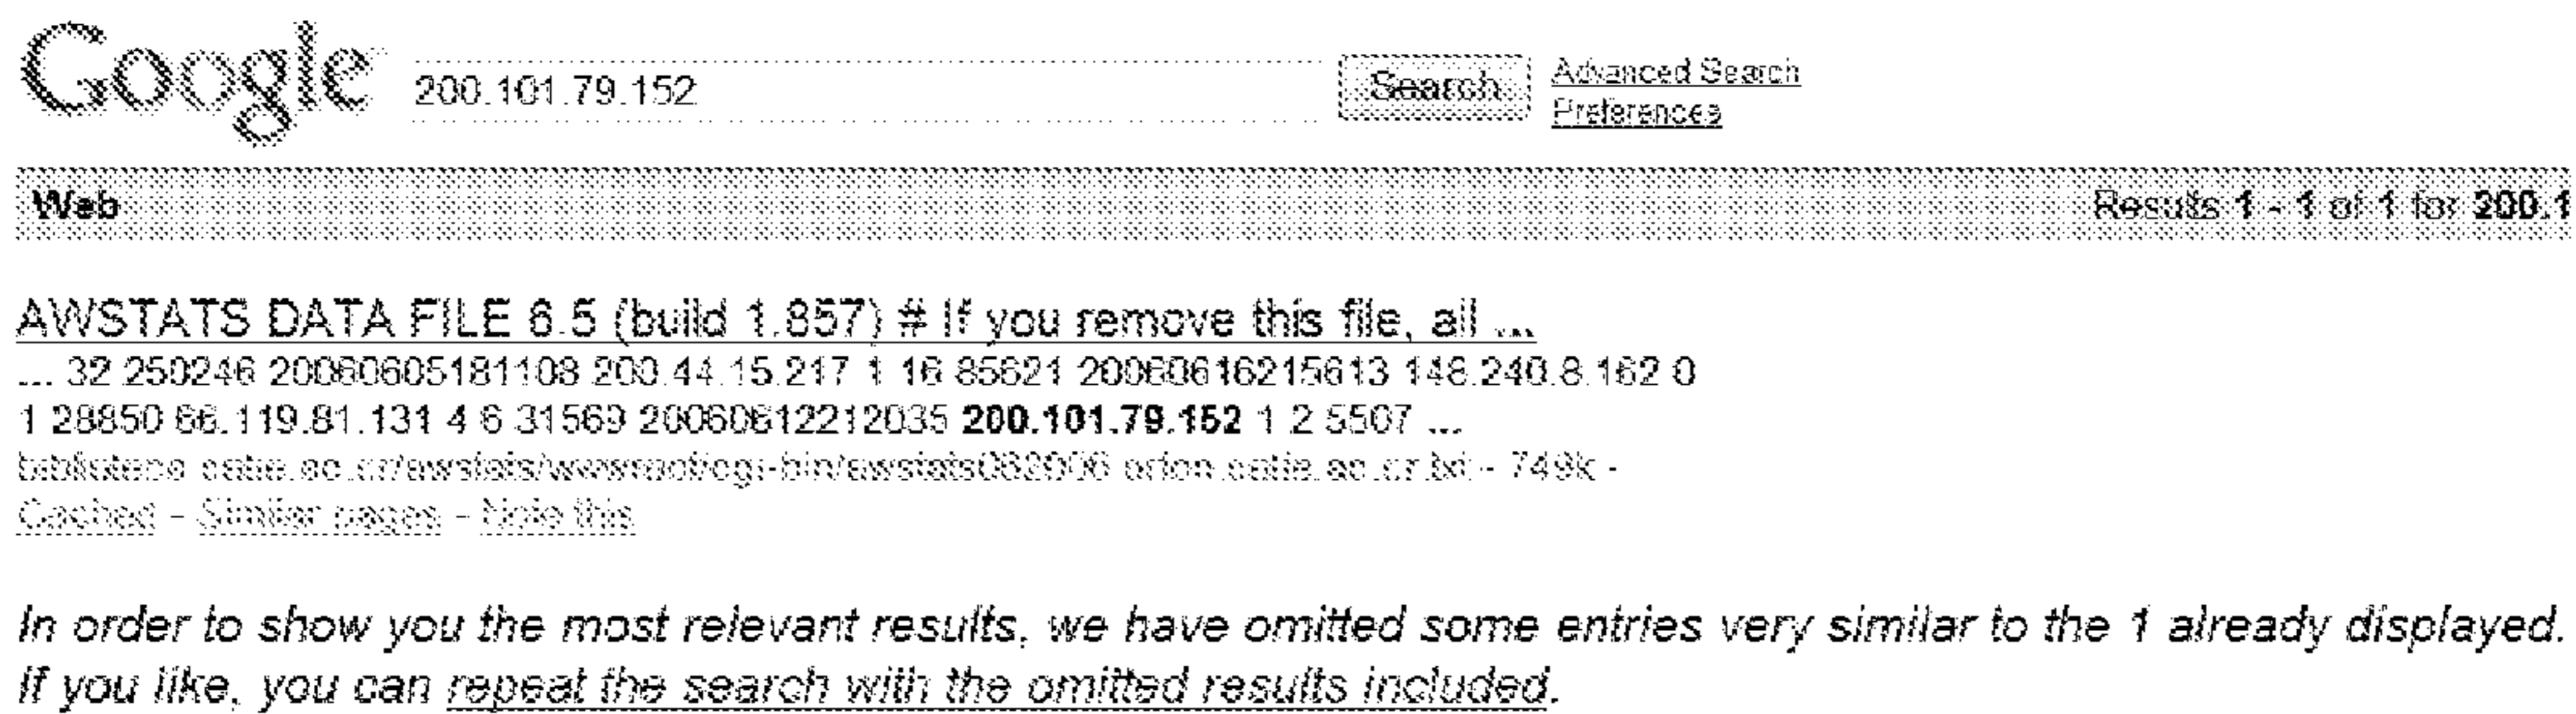 Google 200.101.79.152 Search Advanced Search
Preferences
Web Results 1 - 1 of 1 for 200.1
AWSTATS DATA FILE 6.5 (build 1.857) # If you remove this file, all ...
... 32 250246 20060605181108 200.44.15.217 1 16 85621 20060616215613 148.240.8.162 0
1 28850 66.119.81.131 4 6 31569 20060612212035 200.101.79.152 1 2 5507 ...
- 749k -
Cached - Similar pages - Note this
In order to show you the most relevant results, we have omitted some entries very similar to the 1 already displayed.
If you like, you can repeat the search with the omitted results included.